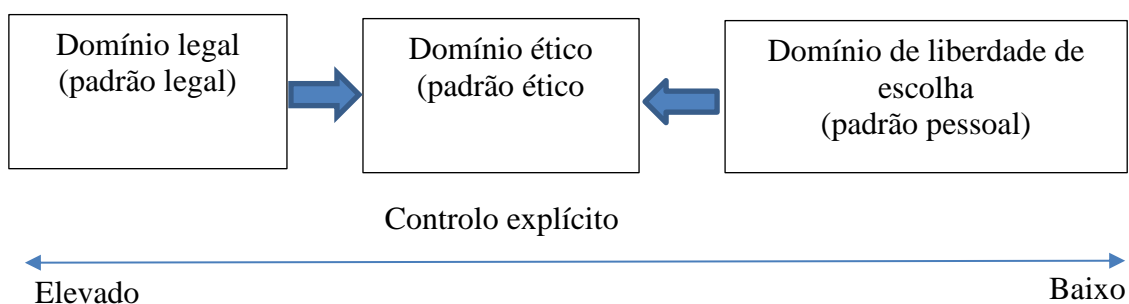 Domínio legal
(padrão legal)
Domínio ético
(padrão ético
Domínio de liberdade de
escolha
(padrão pessoal)
Controlo explícito
Elevado
Baixo